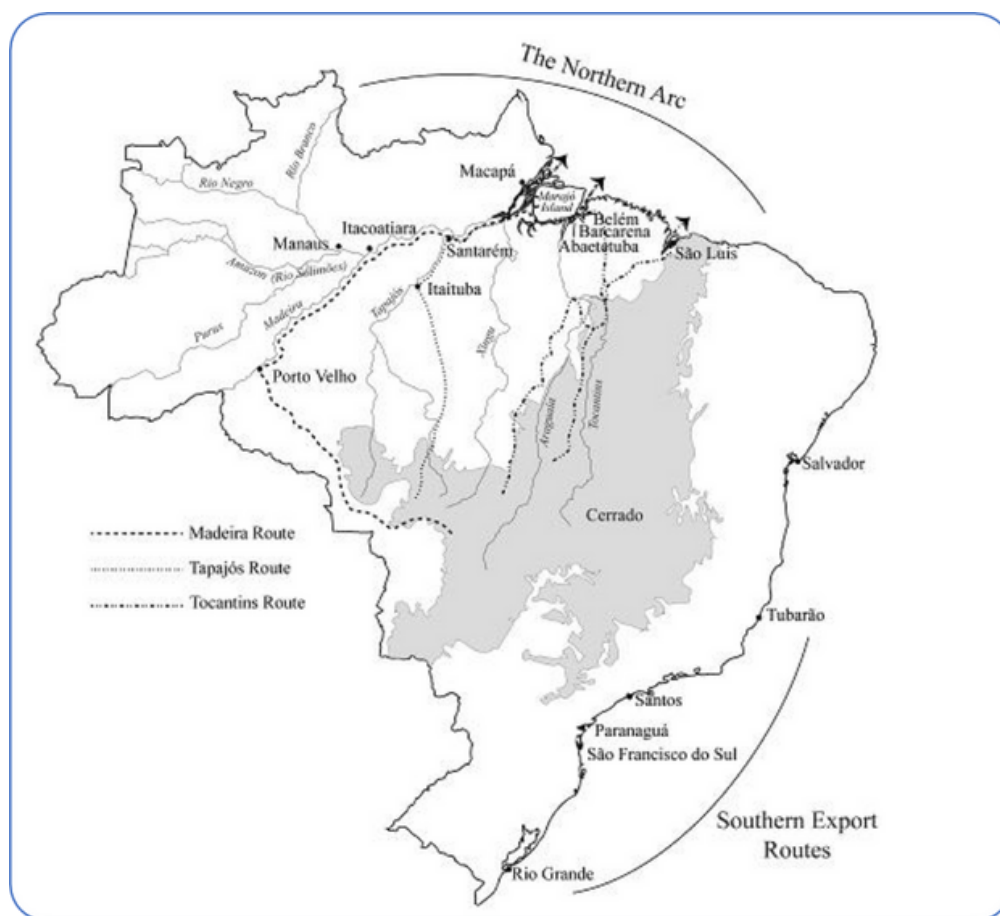 The Northern Arc
Rio Branco
Rio Negro
Macapá
Marajó
Island
Belém
Barcarena
Abaetetuba
São Luis
Itacoatiara
Manaus
Santarém
Amazon (Rio Solimões)
Itaituba
Tapajós
Madeira
Purus
Xingu
Porto Velho
Araguaia
Tocantins
Salvador
Cerrado
Madeira Route
Tapajós Route
Tocantins Route
Tubarão
Santos
Paranaguá
São Francisco do Sul
Southern Export
Routes
Rio Grande